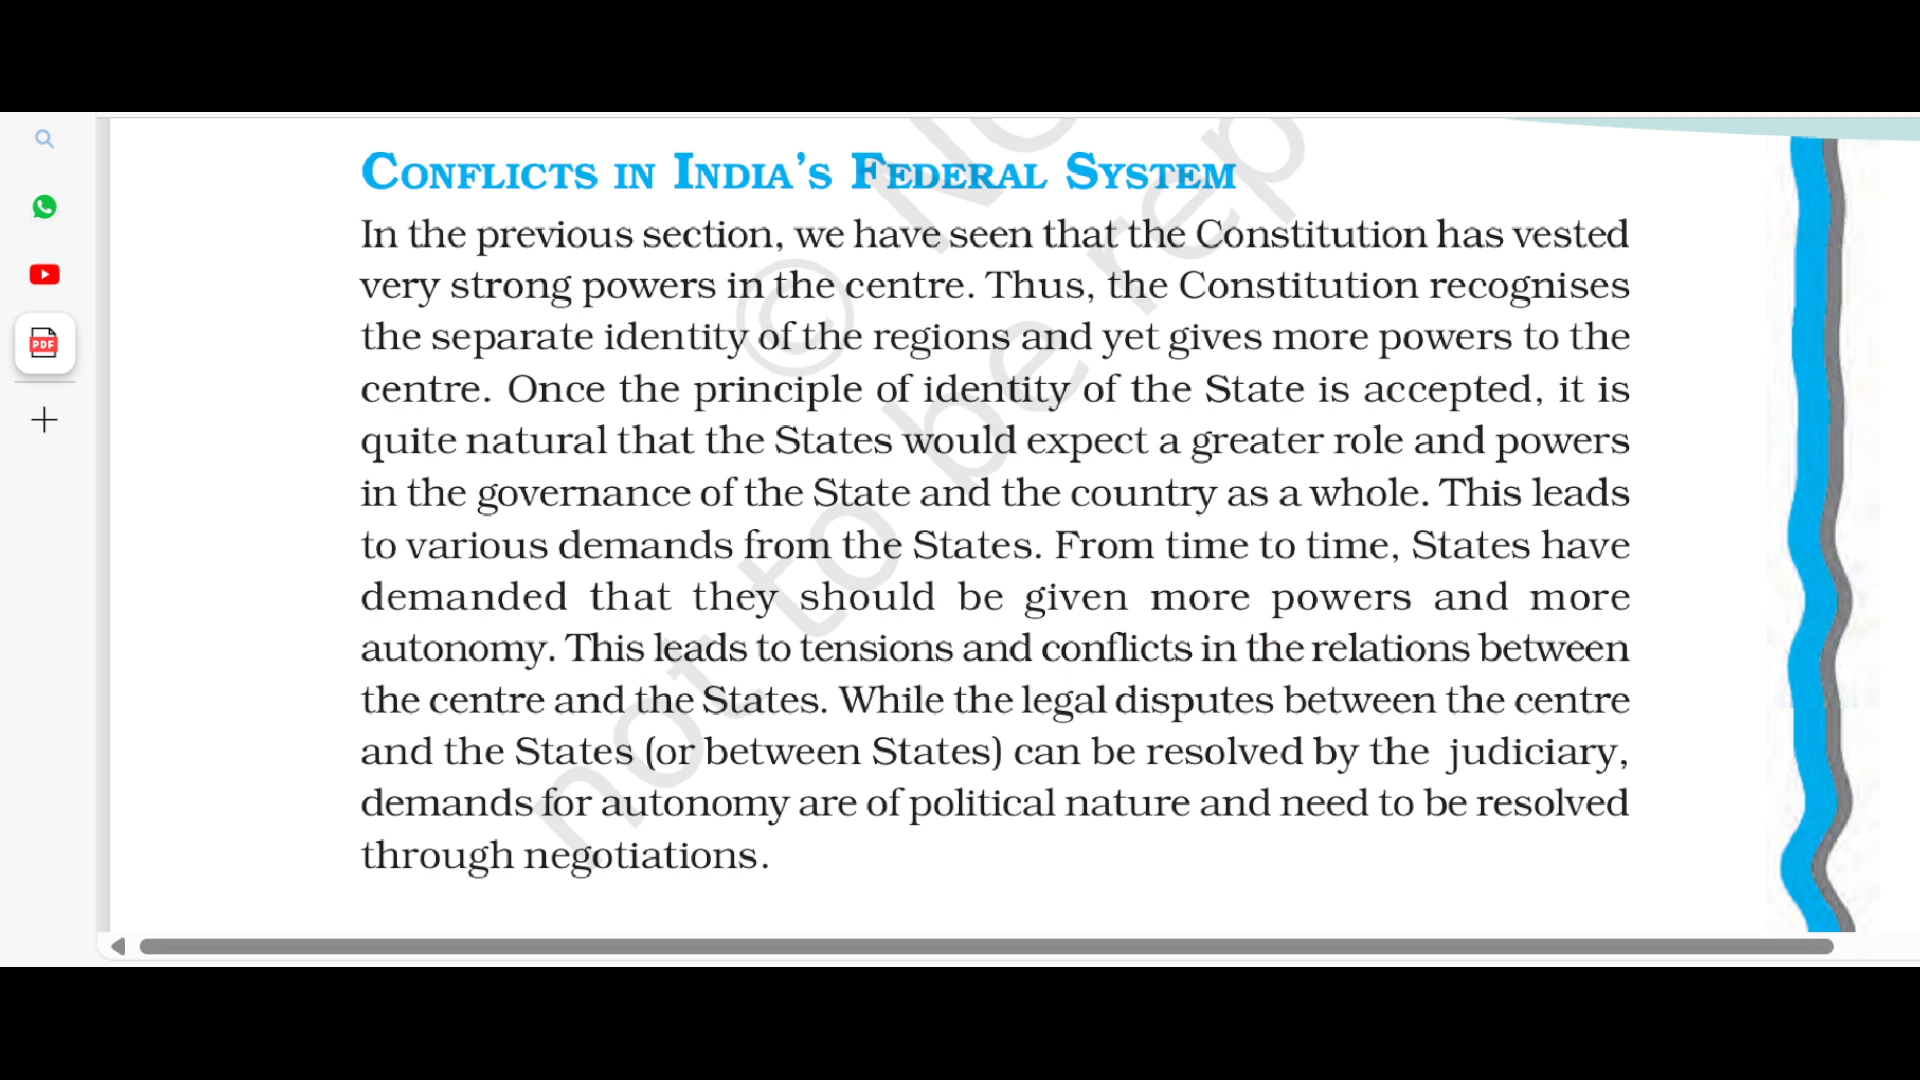 CONFLICTS IN INDIA'S FEDERAL SYSTEM
In the previous section, we have seen that the Constitution has vested
very strong powers in the centre. Thus, the Constitution recognises
the separate identity of the regions and yet gives more powers to the
centre. Once the principle of identity of the State is accepted, it is
quite natural that the States would expect a greater role and powers
in the governance of the State and the country as a whole. This leads
to various demands from the States. From time to time, States have
demanded that they should be given more powers and more
autonomy. This leads to tensions and conflicts in the relations between
the centre and the States. While the legal disputes between the centre
and the States (or between States) can be resolved by the judiciary,
demands for autonomy are of political nature and need to be resolved
through negotiations.
PDF
not to be rep